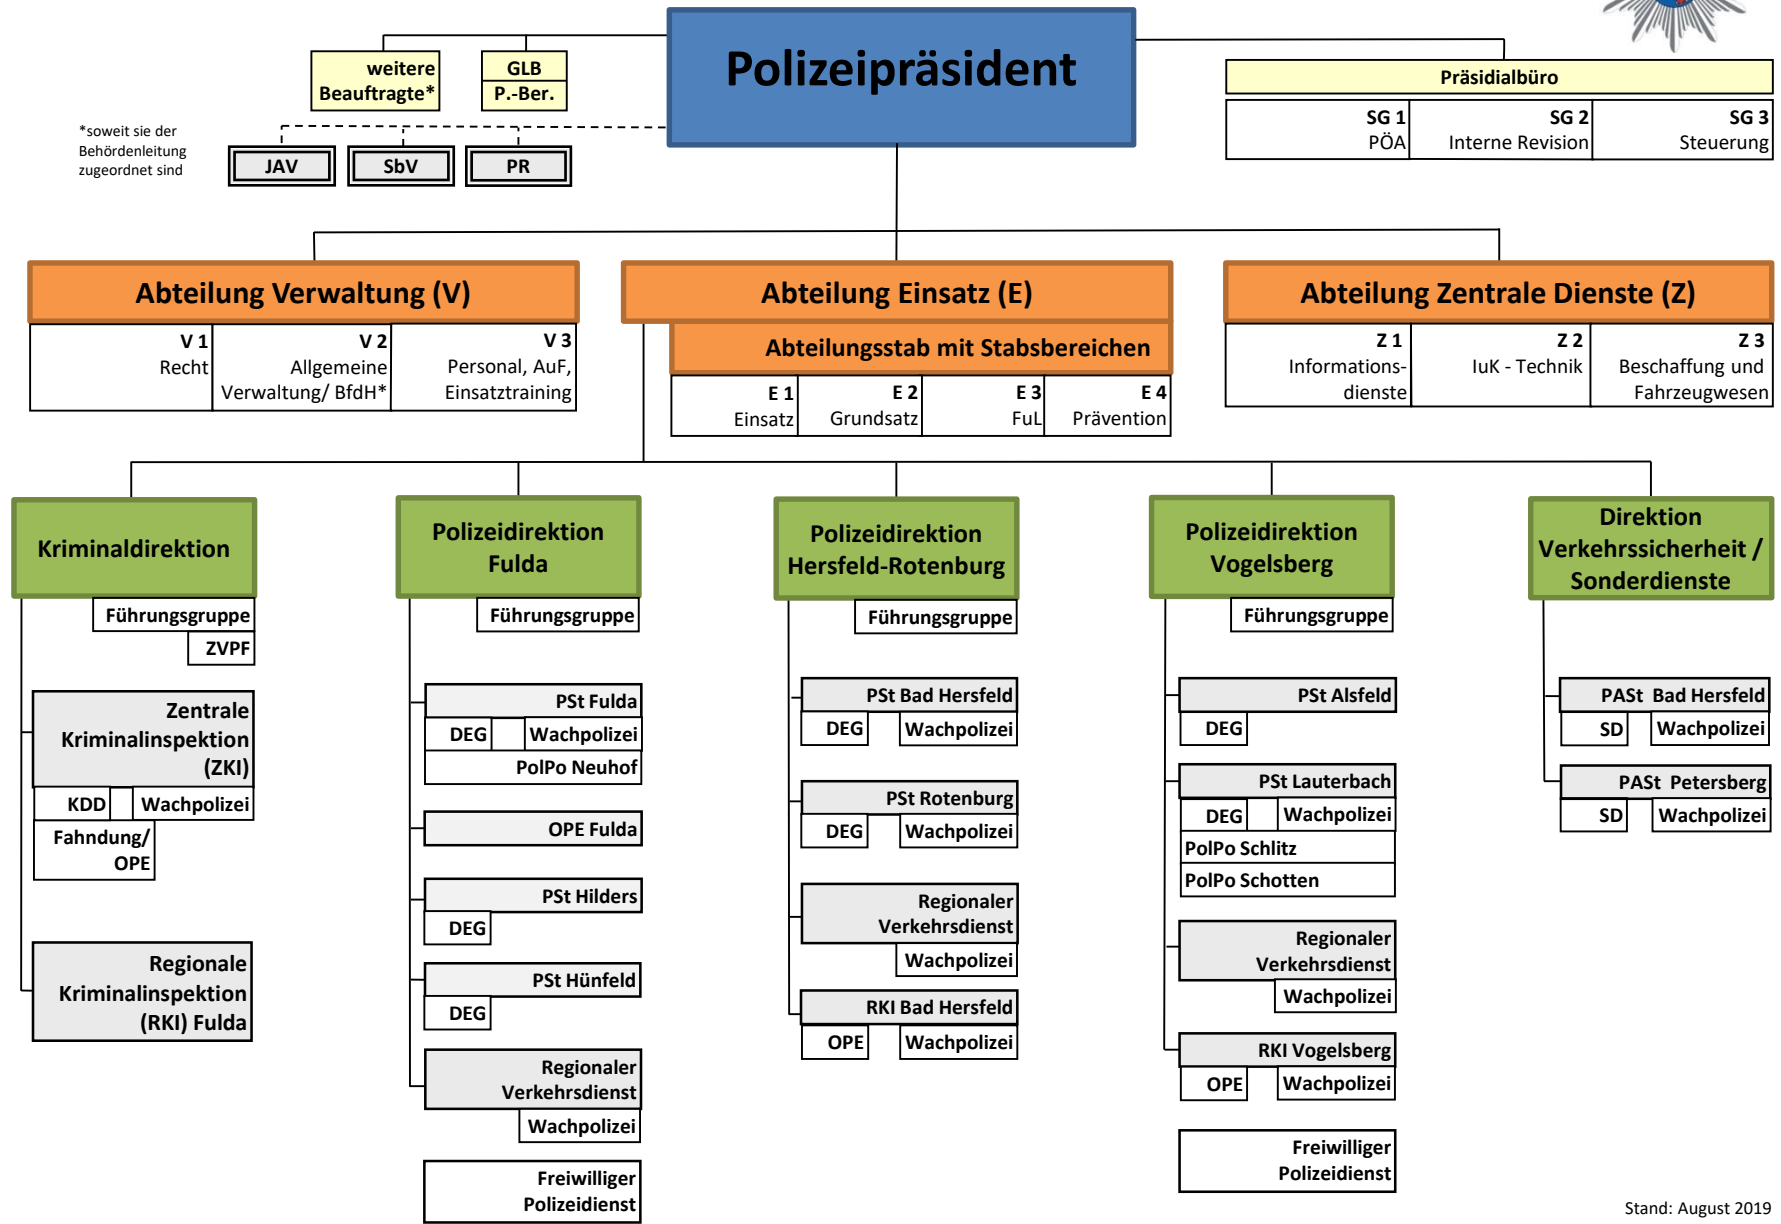 Polizeipräsident
weitere
Beauftragte*
GLB
P.-Ber.
*soweit sie der
Behördenleitung
zugeordnet sind
JAV
SbV
PR
Präsidialbüro
SG 1
PÖA
SG 2
Interne Revision
SG 3
Steuerung
Abteilung Verwaltung (V)
V 1
Recht
V 2
Allgemeine
Verwaltung/ BfdH*
V 3
Personal, AuF,
Einsatztraining
Abteilung Einsatz (E)
Abteilungsstab mit Stabsbereichen
E 1
Einsatz
E 2
Grundsatz
E 3
FuL
E 4
Prävention
Abteilung Zentrale Dienste (Z)
Z 1
Informations-
dienste
Z 2
IuK - Technik
Z 3
Beschaffung und
Fahrzeugwesen
Kriminaldirektion
Führungsgruppe
ZVPF
Zentrale
Kriminalinspektion
(ZKI)
KDD
Wachpolizei
Fahndung/
OPE
Regionale
Kriminalinspektion
(RKI) Fulda
Polizeidirektion
Fulda
Führungsgruppe
PSt Fulda
DEG
Wachpolizei
PolPo Neuhof
OPE Fulda
PSt Hilders
DEG
PSt Hünfeld
DEG
Regionaler
Verkehrsdienst
Wachpolizei
Freiwilliger
Polizeidienst
Polizeidirektion
Hersfeld-Rotenburg
Führungsgruppe
PSt Bad Hersfeld
DEG
Wachpolizei
PSt Rotenburg
DEG
Wachpolizei
Regionaler
Verkehrsdienst
Wachpolizei
RKI Bad Hersfeld
OPE
Wachpolizei
Polizeidirektion
Vogelsberg
Führungsgruppe
PSt Alsfeld
DEG
PSt Lauterbach
DEG
Wachpolizei
PolPo Schlitz
PolPo Schotten
Regionaler
Verkehrsdienst
Wachpolizei
RKI Vogelsberg
OPE
Wachpolizei
Freiwilliger
Polizeidienst
Direktion
Verkehrssicherheit /
Sonderdienste
PASt Bad Hersfeld
SD
Wachpolizei
PASt Petersberg
SD
Wachpolizei
Stand: August 2019